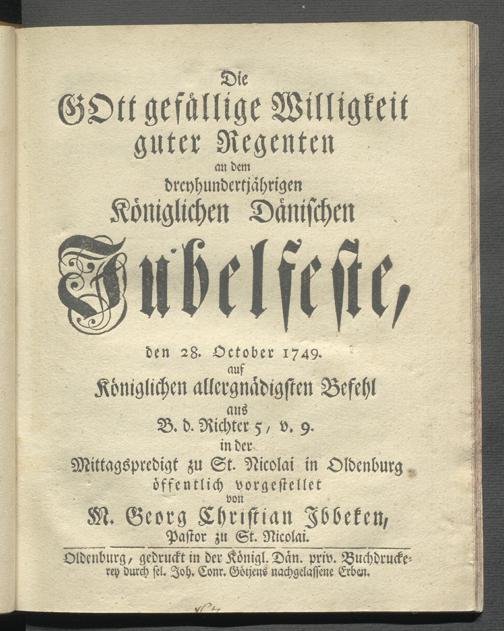 Die
GOtt gefällige Willigkeit
guter Regenten
an dem
dreyhundertjährigen
Königlichen Dänischen
Jubelfeste,
den 28. October 1749.
auf
Königlichen allergnädigsten Befehl
aus
B. d. Richter 5, v. 9.
in der
Mittagspredigt zu St. Nicolai in Oldenburg
öffentlich vorgestellet
von
M. Georg Christian Ibbeken,
Pastor zu St. Nicolai.
Oldenburg, gedruckt in der Königl. Dän. priv. Buchdrucke-
rey durch sel. Joh. Conr. Götjens nachgelassene Erben.